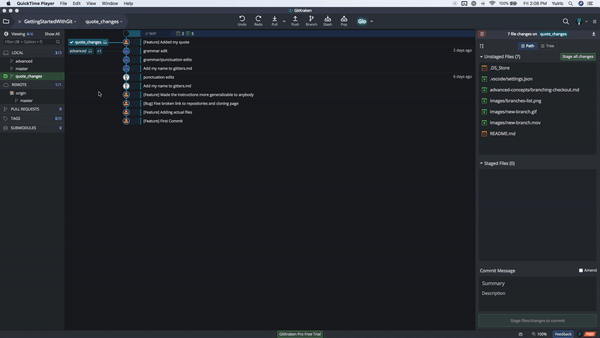 QuickTime Player File Edit View Window Help
100% Fri 2:08 PM Yukti
GitKraken
GettingStartedWithGit quote_changes
Undo Redo Pull Push Branch Stash Pop Glo
Viewing Show All
7 file changes on quote_changes
Filter (⌘ + Option + f)
LOCAL 3/3
advanced
master
quote_changes
REMOTE 1/1
origin
master
PULL REQUESTS 0
TAGS 0/0
SUBMODULES 0
// WIP
quote_changes [Feature] Added my quote
advanced +1 grammar edit 2 days ago
grammar/punctuation edits
Add my name to gitters.md
punctuation edits 6 days ago
Add my name to gitters.md
[Feature] Made the instructions more generalizable to anybody
[Bug] Fixe broken link to repositories and cloning page
[Feature] Adding actual files
[Feature] First Commit
Path Tree
Unstaged Files (7) Stage all changes
.DS_Store
.vscode/settings.json
advanced-concepts/branching-checkout.md
images/branches-list.png
images/new-branch.gif
images/new-branch.mov
README.md
Staged Files (0)
Commit Message Amend
Summary
Description
Stage files/changes to commit
GitKraken Pro Free Trial
100% Feedback PRO